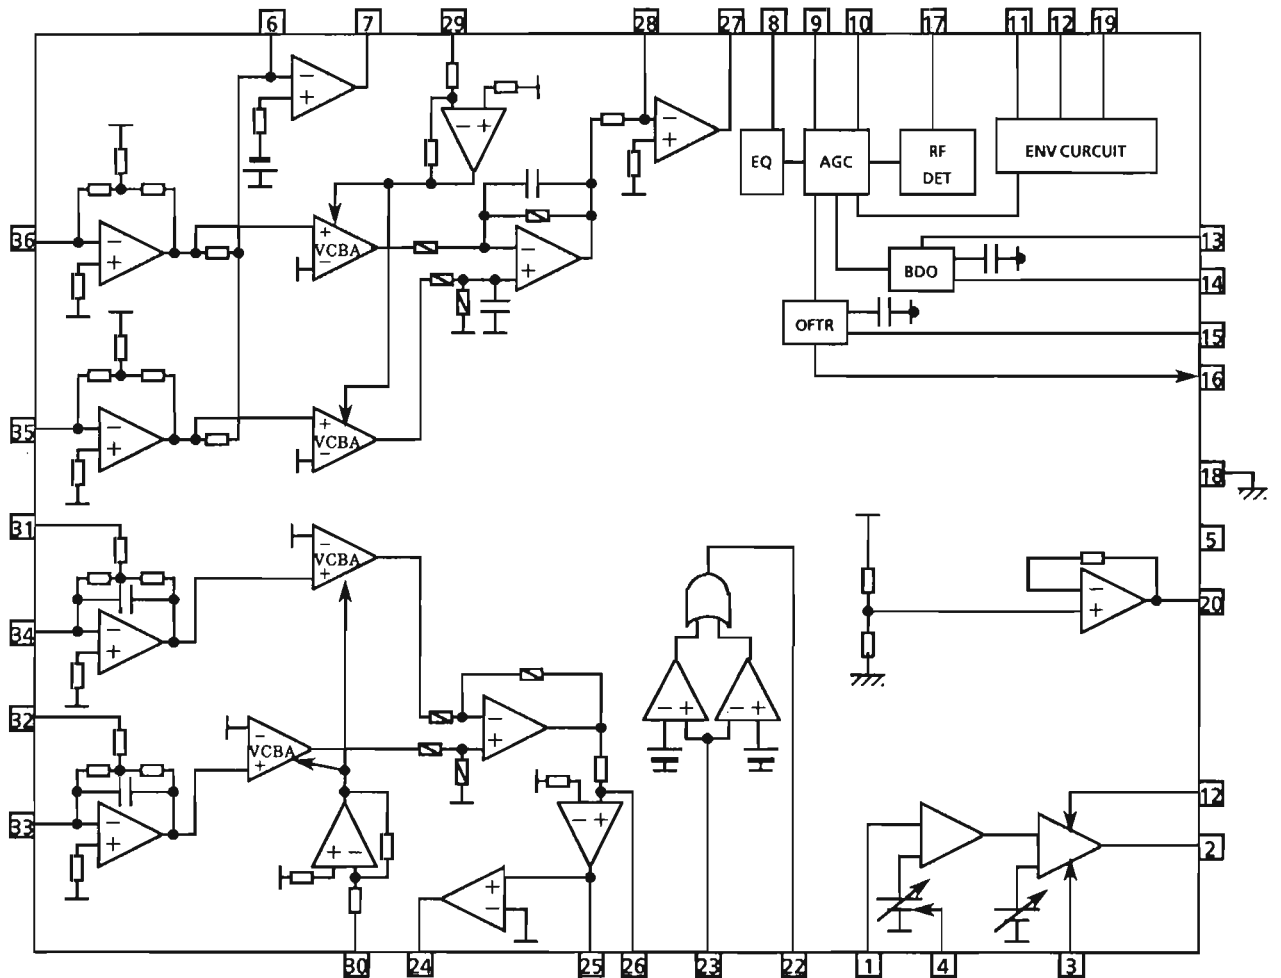 6 7 29 28 27 8 9 10 17 11 12 19
− +
− +
− +
EQ AGC RF DET ENV CURCUIT
36
− +
+ VCBA −
− +
13
BDO
14
OFTR
15
16
35
− +
+ VCBA −
18
31
− VCBA +
5
34
− +
− +
20
32
− VCBA +
− +
− + − +
33
− +
+ −
− +
+ −
12
2
30 24 25 26 23 22 1 4 3